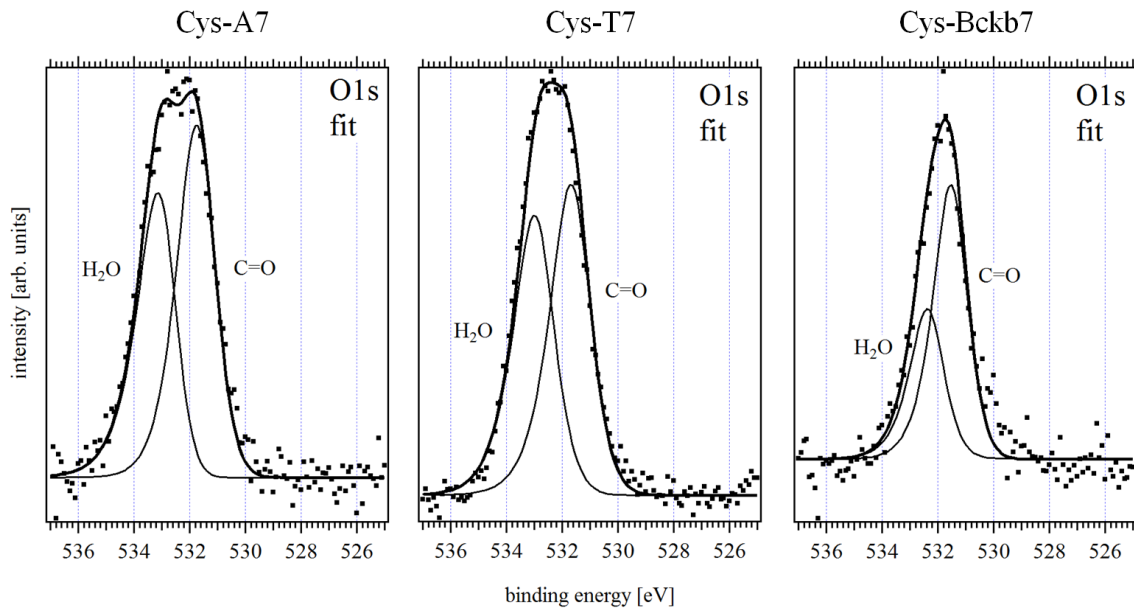 Cys-A7
Cys-T7
Cys-Bckb7
O1s
fit
O1s
fit
O1s
fit
H₂O
C=O
H₂O
C=O
H₂O
C=O
intensity [arb. units]
536 534 532 530 528 526
536 534 532 530 528 526
536 534 532 530 528 526
binding energy [eV]